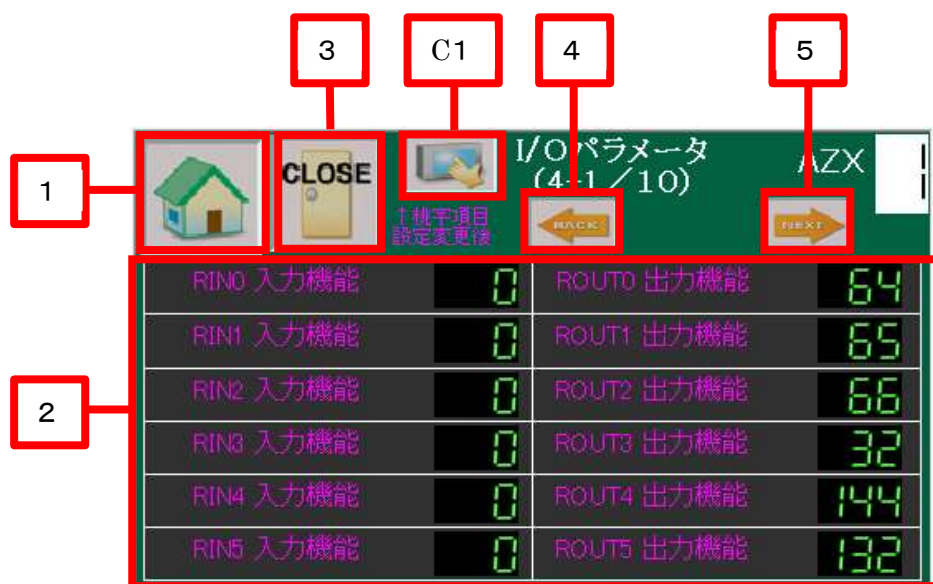 3 C1 4 5
1
2
CLOSE
I/Oパラメータ
(4-1/10)
AZX 1
↑桃字項目
設定変更後
BACK
NEXT
RIN0 入力機能 0 ROUT0 出力機能 64
RIN1 入力機能 0 ROUT1 出力機能 65
RIN2 入力機能 0 ROUT2 出力機能 66
RIN3 入力機能 0 ROUT3 出力機能 32
RIN4 入力機能 0 ROUT4 出力機能 144
RIN5 入力機能 0 ROUT5 出力機能 132